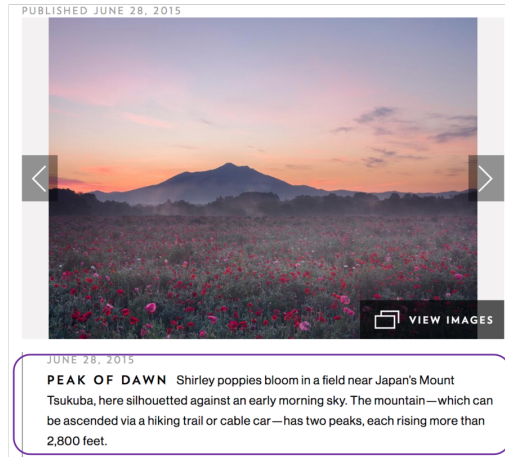 PUBLISHED JUNE 28, 2015
VIEW IMAGES
JUNE 28, 2015
PEAK OF DAWN Shirley poppies bloom in a field near Japan's Mount
Tsukuba, here silhouetted against an early morning sky. The mountain—which can
be ascended via a hiking trail or cable car—has two peaks, each rising more than
2,800 feet.